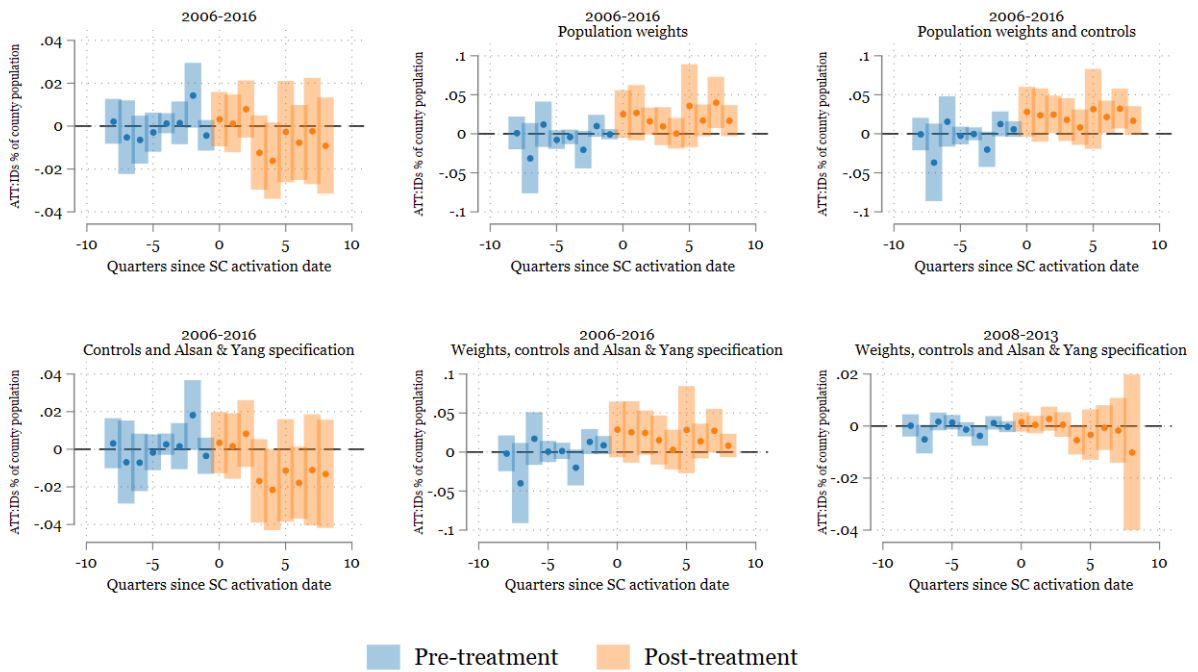 2006-2016
ATT:IDs % of county population
.04
.02
0
-.02
-.04
-10 -5 0 5 10
Quarters since SC activation date
2006-2016
Population weights
ATT:IDs % of county population
.1
.05
0
-.05
-.1
-10 -5 0 5 10
Quarters since SC activation date
2006-2016
Population weights and controls
ATT:IDs % of county population
.1
.05
0
-.05
-.1
-10 -5 0 5 10
Quarters since SC activation date
2006-2016
Controls and Alsan & Yang specification
ATT:IDs % of county population
.04
.02
0
-.02
-.04
-10 -5 0 5 10
Quarters since SC activation date
2006-2016
Weights, controls and Alsan & Yang specification
ATT:IDs % of county population
.1
.05
0
-.05
-.1
-10 -5 0 5 10
Quarters since SC activation date
2008-2013
Weights, controls and Alsan & Yang specification
ATT:IDs % of county population
.02
0
-.02
-.04
-10 -5 0 5 10
Quarters since SC activation date
Pre-treatment Post-treatment